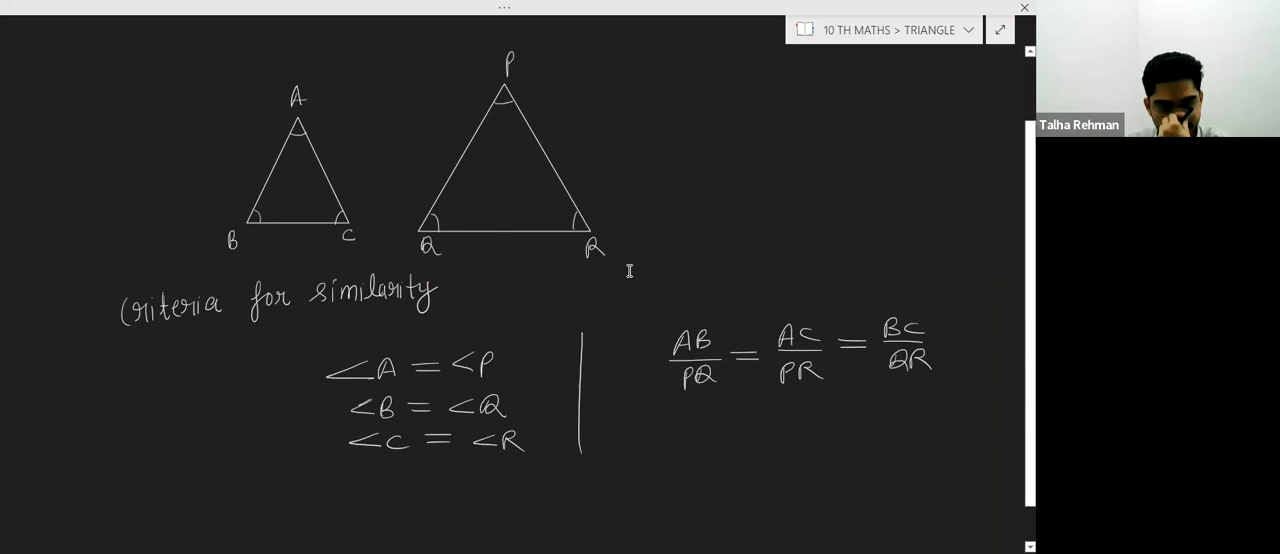 10 TH MATHS > TRIANGLE
Talha Rehman
A
B
C
P
Q
R
Criteria for similarity
∠A = ∠P
∠B = ∠Q
∠C = ∠R
AB/PQ = AC/PR = BC/QR